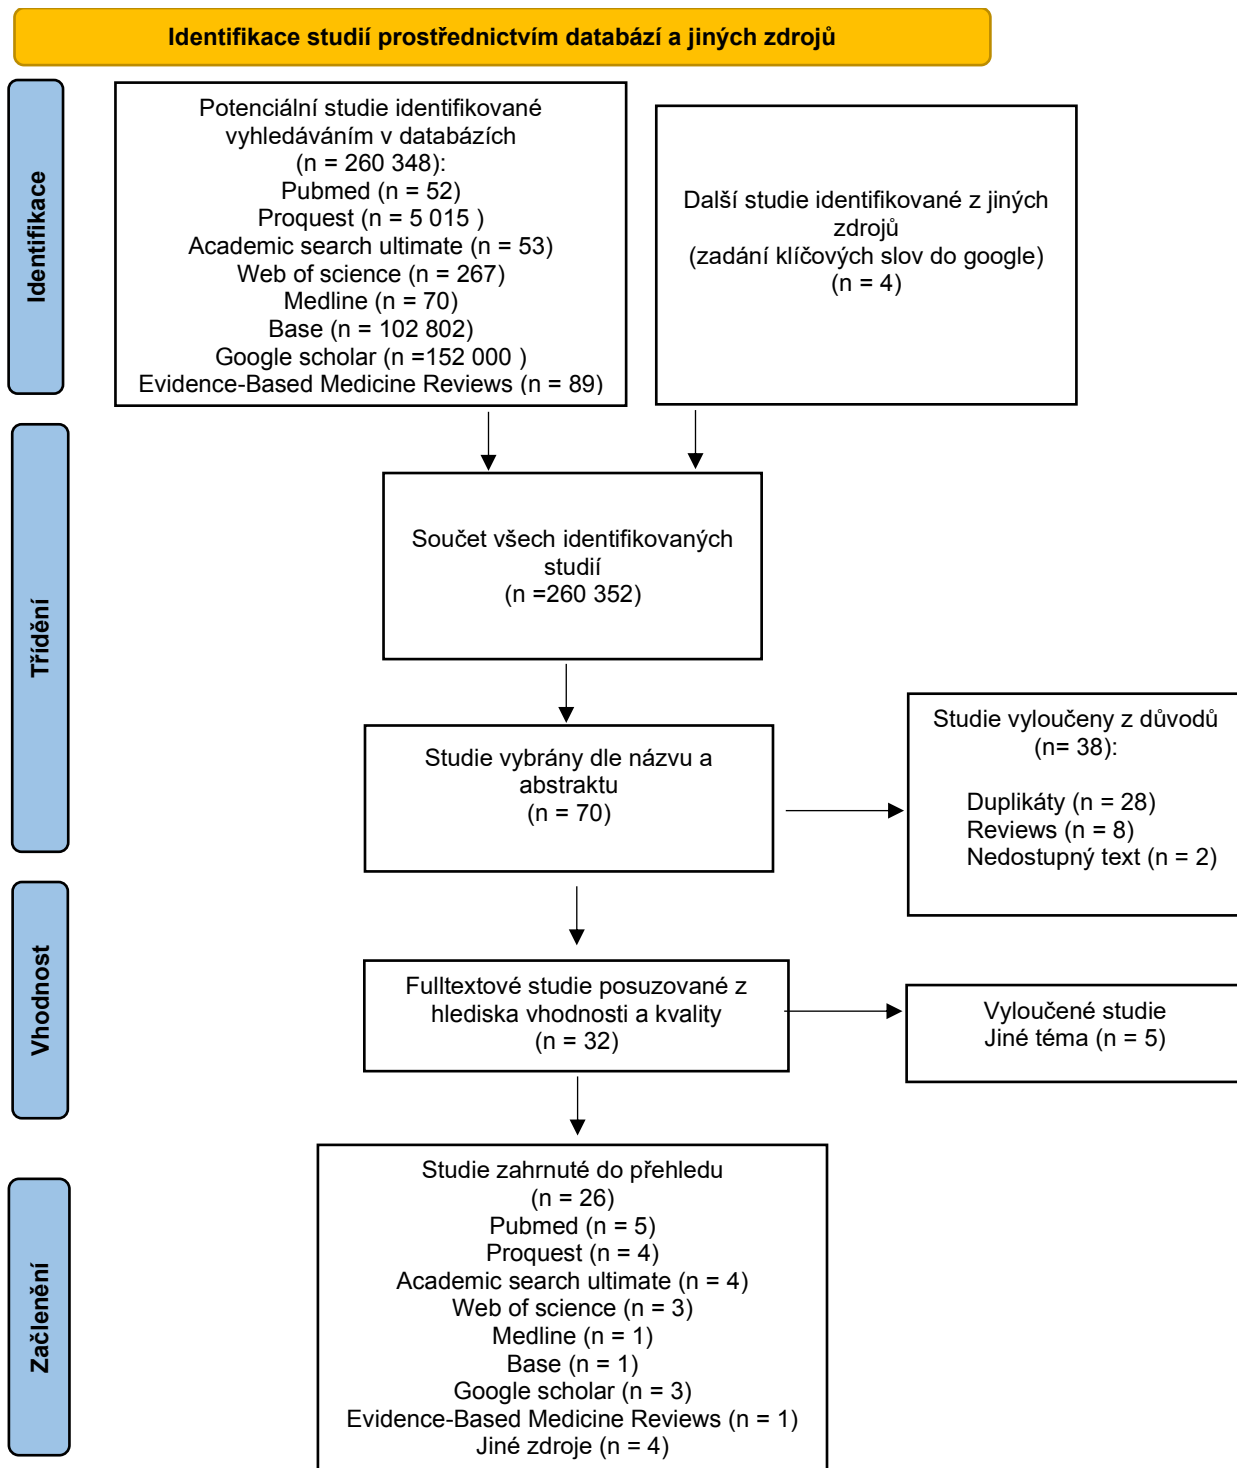 Identifikace studií prostřednictvím databází a jiných zdrojů
Identifikace
Potenciální studie identifikované
vyhledáváním v databázích
(n = 260 348):
Pubmed (n = 52)
Proquest (n = 5 015 )
Academic search ultimate (n = 53)
Web of science (n = 267)
Medline (n = 70)
Base (n = 102 802)
Google scholar (n =152 000 )
Evidence-Based Medicine Reviews (n = 89)
Další studie identifikované z jiných
zdrojů
(zadání klíčových slov do google)
(n = 4)
Třídění
Součet všech identifikovaných
studií
(n =260 352)
Studie vybrány dle názvu a
abstraktu
(n = 70)
Studie vyloučeny z důvodů
(n= 38):
Duplikáty (n = 28)
Reviews (n = 8)
Nedostupný text (n = 2)
Vhodnost
Fulltextové studie posuzované z
hlediska vhodnosti a kvality
(n = 32)
Vyloučené studie
Jiné téma (n = 5)
Začlenění
Studie zahrnuté do přehledu
(n = 26)
Pubmed (n = 5)
Proquest (n = 4)
Academic search ultimate (n = 4)
Web of science (n = 3)
Medline (n = 1)
Base (n = 1)
Google scholar (n = 3)
Evidence-Based Medicine Reviews (n = 1)
Jiné zdroje (n = 4)